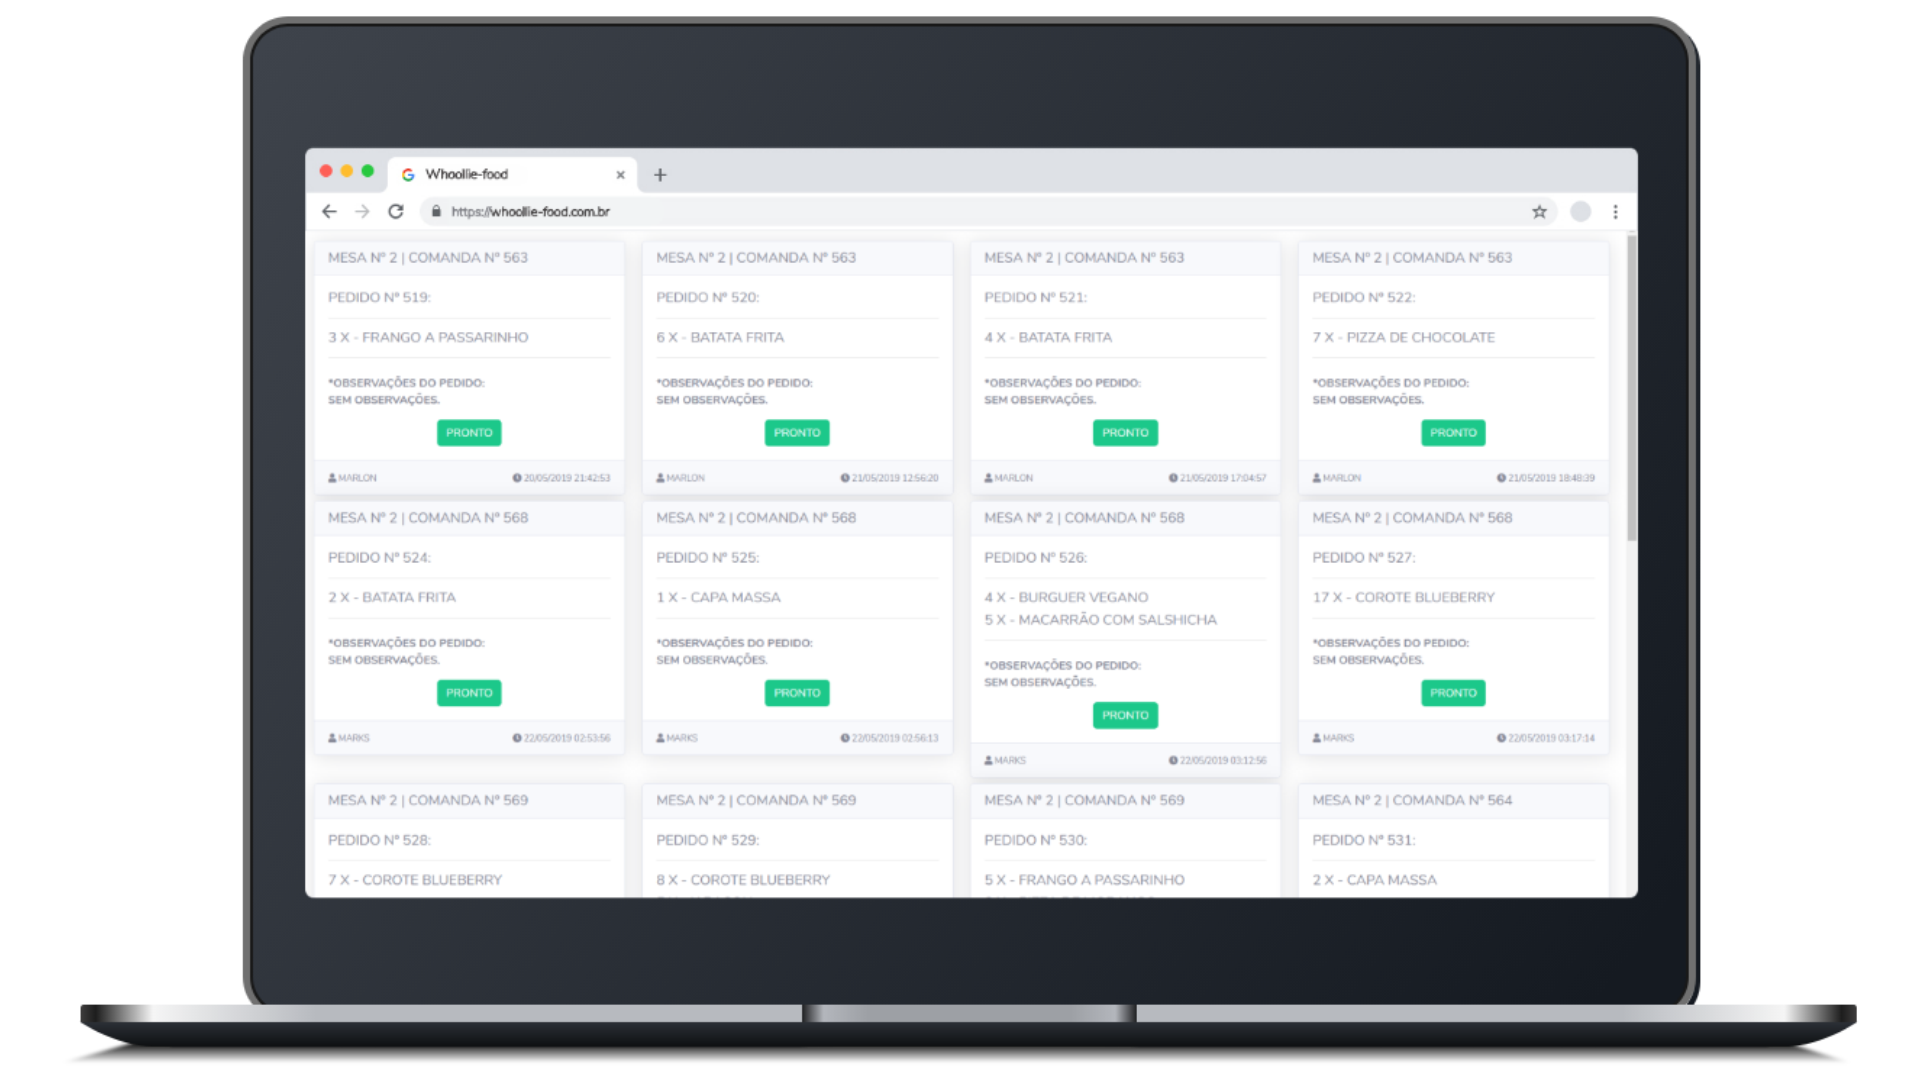 Whoollie-food
https://whoollie-food.com.br
MESA Nº 2 | COMANDA Nº 563
PEDIDO Nº 519:
3 X - FRANGO A PASSARINHO
*OBSERVAÇÕES DO PEDIDO:
SEM OBSERVAÇÕES.
PRONTO
MARLON 20/05/2019 21:42:53
MESA Nº 2 | COMANDA Nº 563
PEDIDO Nº 520:
6 X - BATATA FRITA
*OBSERVAÇÕES DO PEDIDO:
SEM OBSERVAÇÕES.
PRONTO
MARLON 21/05/2019 12:56:20
MESA Nº 2 | COMANDA Nº 563
PEDIDO Nº 521:
4 X - BATATA FRITA
*OBSERVAÇÕES DO PEDIDO:
SEM OBSERVAÇÕES.
PRONTO
MARLON 21/05/2019 17:04:57
MESA Nº 2 | COMANDA Nº 563
PEDIDO Nº 522:
7 X - PIZZA DE CHOCOLATE
*OBSERVAÇÕES DO PEDIDO:
SEM OBSERVAÇÕES.
PRONTO
MARLON 21/05/2019 18:48:39
MESA Nº 2 | COMANDA Nº 568
PEDIDO Nº 524:
2 X - BATATA FRITA
*OBSERVAÇÕES DO PEDIDO:
SEM OBSERVAÇÕES.
PRONTO
MARKS 22/05/2019 02:53:56
MESA Nº 2 | COMANDA Nº 568
PEDIDO Nº 525:
1 X - CAPA MASSA
*OBSERVAÇÕES DO PEDIDO:
SEM OBSERVAÇÕES.
PRONTO
MARKS 22/05/2019 02:56:13
MESA Nº 2 | COMANDA Nº 568
PEDIDO Nº 526:
4 X - BURGUER VEGANO
5 X - MACARRÃO COM SALSHICHA
*OBSERVAÇÕES DO PEDIDO:
SEM OBSERVAÇÕES.
PRONTO
MARKS 22/05/2019 03:12:56
MESA Nº 2 | COMANDA Nº 568
PEDIDO Nº 527:
17 X - COROTE BLUEBERRY
*OBSERVAÇÕES DO PEDIDO:
SEM OBSERVAÇÕES.
PRONTO
MARKS 22/05/2019 03:17:14
MESA Nº 2 | COMANDA Nº 569
PEDIDO Nº 528:
7 X - COROTE BLUEBERRY
MESA Nº 2 | COMANDA Nº 569
PEDIDO Nº 529:
8 X - COROTE BLUEBERRY
MESA Nº 2 | COMANDA Nº 569
PEDIDO Nº 530:
5 X - FRANGO A PASSARINHO
MESA Nº 2 | COMANDA Nº 564
PEDIDO Nº 531:
2 X - CAPA MASSA